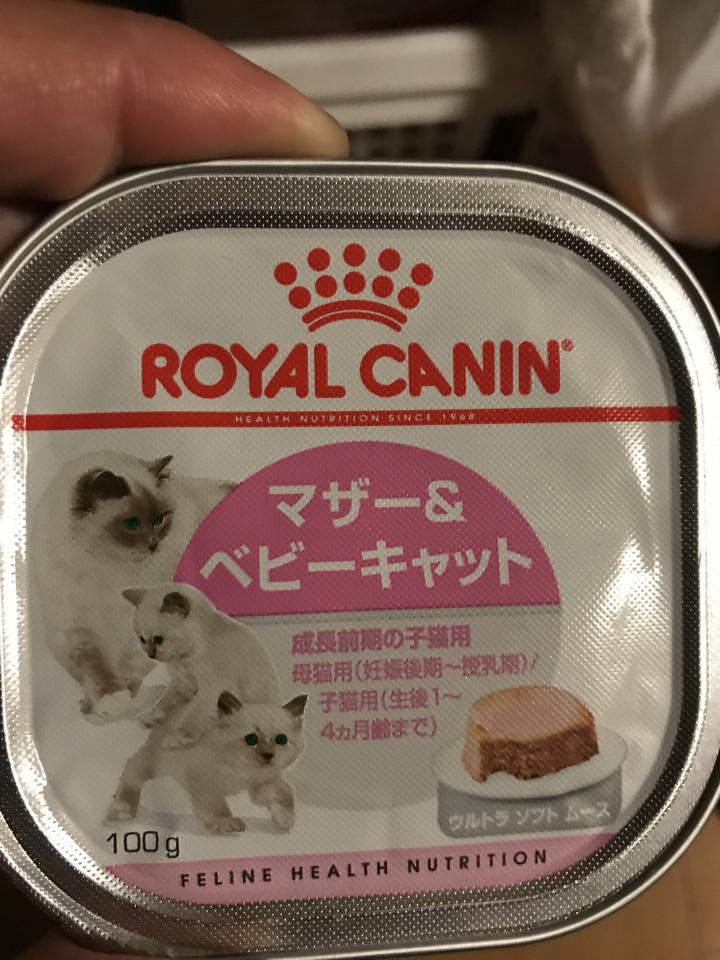 ROYAL CANIN®
HEALTH NUTRITION SINCE 1968
マザー&
ベビーキャット
成長前期の子猫用
母猫用(妊娠後期～授乳期)/
子猫用(生後1～
4ヵ月齢まで)
ウルトラ ソフト ムース
100g
FELINE HEALTH NUTRITION